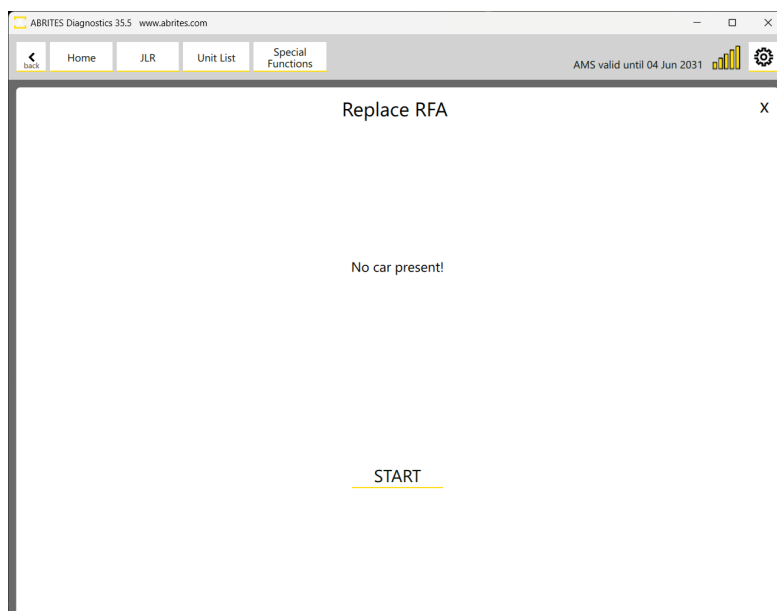 ABRITES Diagnostics 35.5 www.abrites.com
back
Home
JLR
Unit List
Special
Functions
AMS valid until 04 Jun 2031
Replace RFA
X
No car present!
START